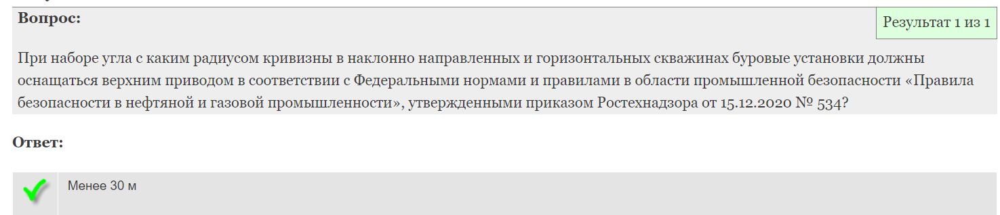 Вопрос:
Результат 1 из 1
При наборе угла с каким радиусом кривизны в наклонно направленных и горизонтальных скважинах буровые установки должны
оснащаться верхним приводом в соответствии с Федеральными нормами и правилами в области промышленной безопасности «Правила
безопасности в нефтяной и газовой промышленности», утвержденными приказом Ростехнадзора от 15.12.2020 № 534?
Ответ:
Менее 30 м